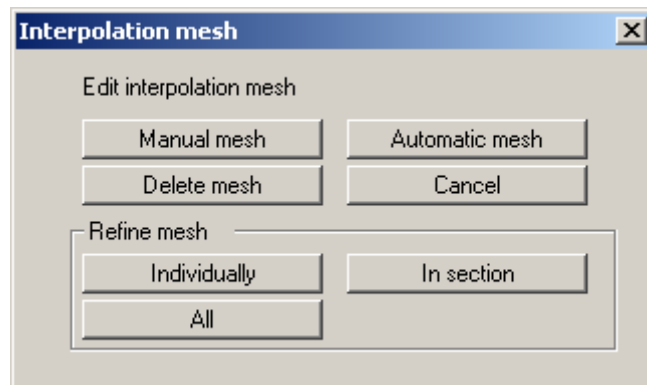 Interpolation mesh
Edit interpolation mesh
Manual mesh Automatic mesh
Delete mesh Cancel
Refine mesh
Individually In section
All